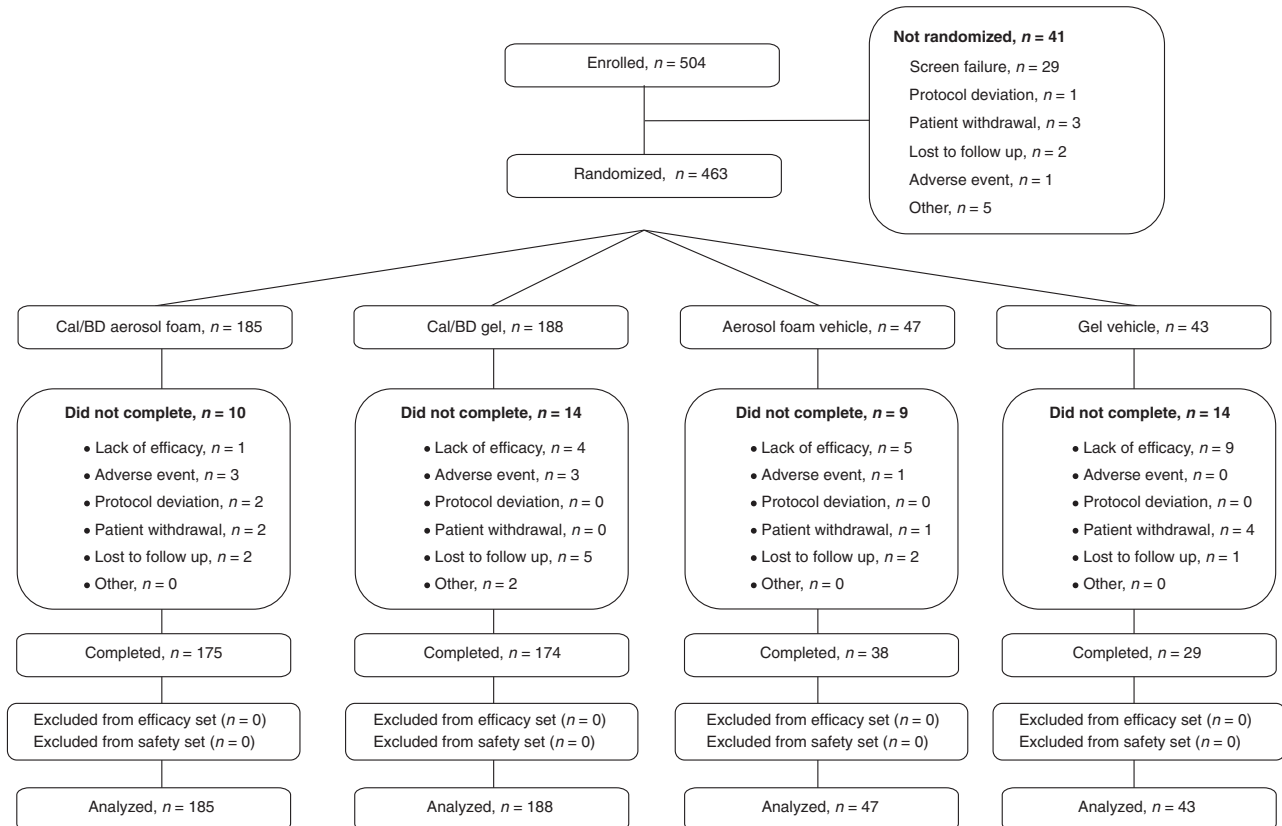 Enrolled, n = 504
Not randomized, n = 41
Screen failure, n = 29
Protocol deviation, n = 1
Patient withdrawal, n = 3
Lost to follow up, n = 2
Adverse event, n = 1
Other, n = 5
Randomized, n = 463
Cal/BD aerosol foam, n = 185
Cal/BD gel, n = 188
Aerosol foam vehicle, n = 47
Gel vehicle, n = 43
Did not complete, n = 10
• Lack of efficacy, n = 1
• Adverse event, n = 3
• Protocol deviation, n = 2
• Patient withdrawal, n = 2
• Lost to follow up, n = 2
• Other, n = 0
Did not complete, n = 14
• Lack of efficacy, n = 4
• Adverse event, n = 3
• Protocol deviation, n = 0
• Patient withdrawal, n = 0
• Lost to follow up, n = 5
• Other, n = 2
Did not complete, n = 9
• Lack of efficacy, n = 5
• Adverse event, n = 1
• Protocol deviation, n = 0
• Patient withdrawal, n = 1
• Lost to follow up, n = 2
• Other, n = 0
Did not complete, n = 14
• Lack of efficacy, n = 9
• Adverse event, n = 0
• Protocol deviation, n = 0
• Patient withdrawal, n = 4
• Lost to follow up, n = 1
• Other, n = 0
Completed, n = 175
Completed, n = 174
Completed, n = 38
Completed, n = 29
Excluded from efficacy set (n = 0)
Excluded from safety set (n = 0)
Excluded from efficacy set (n = 0)
Excluded from safety set (n = 0)
Excluded from efficacy set (n = 0)
Excluded from safety set (n = 0)
Excluded from efficacy set (n = 0)
Excluded from safety set (n = 0)
Analyzed, n = 185
Analyzed, n = 188
Analyzed, n = 47
Analyzed, n = 43